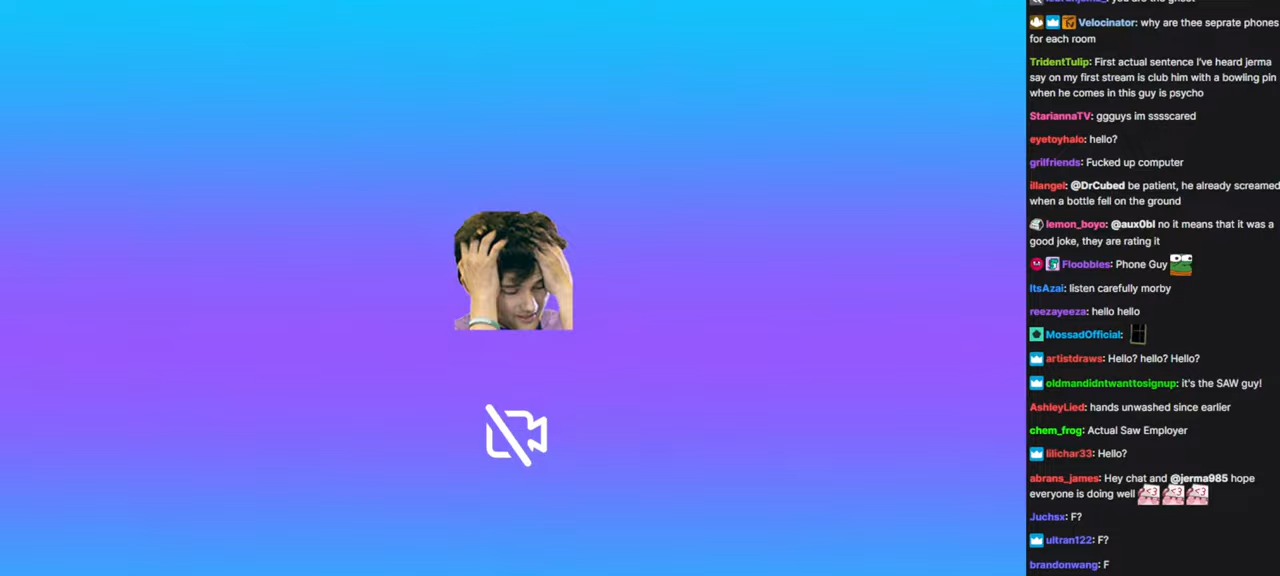 you are the ghost
Velocinator: why are thee seprate phones
for each room
TridentTulip: First actual sentence I've heard jerma
say on my first stream is club him with a bowling pin
when he comes in this guy is psycho
StariannaTV: ggguys im sssscared
eyetoyhalo: hello?
grilfriends: Fucked up computer
illangel: @DrCubed be patient, he already screamed
when a bottle fell on the ground
lemon_boyo: @aux0bl no it means that it was a
good joke, they are rating it
Floobbles: Phone Guy
ItsAzai: listen carefully morby
reezayeeza: hello hello
MossadOfficial:
artistdraws: Hello? hello? Hello?
oldmandidntwanttosignup: it's the SAW guy!
AshleyLied: hands unwashed since earlier
chem_frog: Actual Saw Employer
lilichar33: Hello?
abrans_james: Hey chat and @jerma985 hope
everyone is doing well
Juchsx: F?
ultran122: F?
brandonwang: F